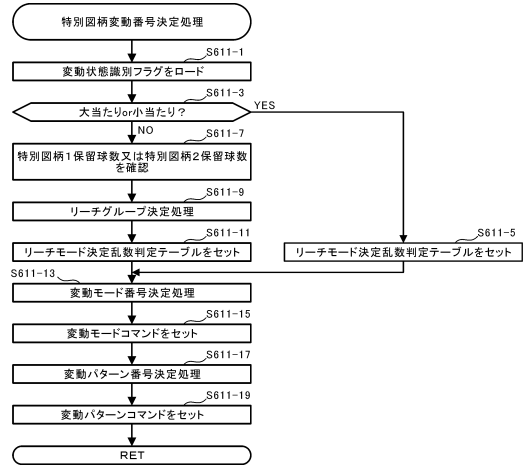 特別図柄変動番号決定処理
S611-1
変動状態識別フラグをロード
S611-3
大当たりor小当たり?
YES
NO
S611-7
特別図柄1保留球数又は特別図柄2保留球数
を確認
S611-9
リーチグループ決定処理
S611-11
リーチモード決定乱数判定テーブルをセット
S611-5
リーチモード決定乱数判定テーブルをセット
S611-13
変動モード番号決定処理
S611-15
変動モードコマンドをセット
S611-17
変動パターン番号決定処理
S611-19
変動パターンコマンドをセット
RET